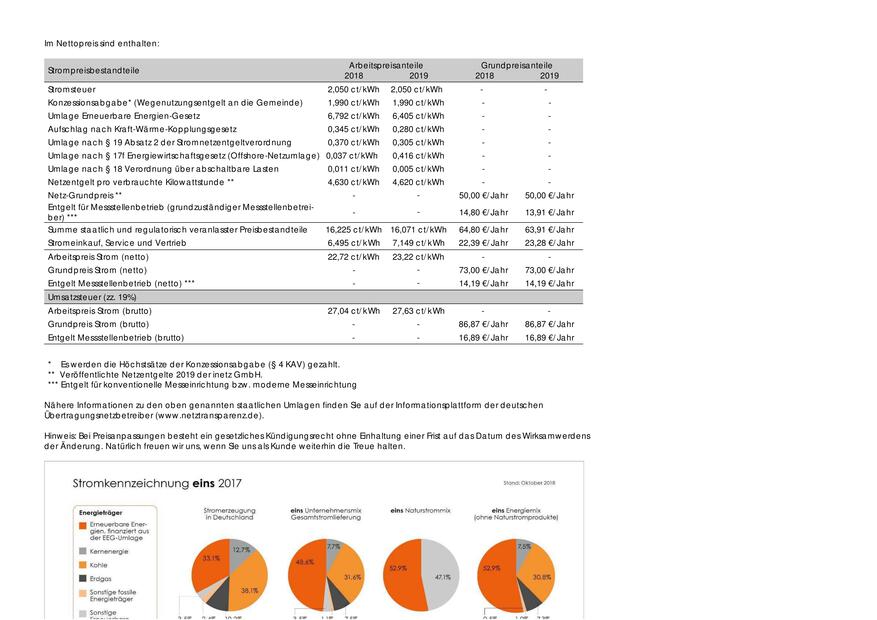 Im Nettopreis sind enthalten:
Strompreisbestandteile Arbeitspreisanteile Grundpreisanteile
2018 2019 2018 2019
Stromsteuer 2,050 ct/kWh 2,050 ct/kWh - -
Konzessionsabgabe* (Wegenutzungsentgelt an die Gemeinde) 1,990 ct/kWh 1,990 ct/kWh - -
Umlage Erneuerbare Energien-Gesetz 6,792 ct/kWh 6,405 ct/kWh - -
Aufschlag nach Kraft-Wärme-Kopplungsgesetz 0,345 ct/kWh 0,280 ct/kWh - -
Umlage nach § 19 Absatz 2 der Stromnetzentgeltverordnung 0,370 ct/kWh 0,305 ct/kWh - -
Umlage nach § 17f Energiewirtschaftsgesetz (Offshore-Netzumlage) 0,037 ct/kWh 0,416 ct/kWh - -
Umlage nach § 18 Verordnung über abschaltbare Lasten 0,011 ct/kWh 0,005 ct/kWh - -
Netzentgelt pro verbrauchte Kilowattstunde ** 4,630 ct/kWh 4,620 ct/kWh - -
Netz-Grundpreis ** - - 50,00 €/Jahr 50,00 €/Jahr
Entgelt für Messstellenbetrieb (grundzuständiger Messstellenbetrei-
ber) *** - - 14,80 €/Jahr 13,91 €/Jahr
Summe staatlich und regulatorisch veranlasster Preisbestandteile 16,225 ct/kWh 16,071 ct/kWh 64,80 €/Jahr 63,91 €/Jahr
Stromeinkauf, Service und Vertrieb 6,495 ct/kWh 7,149 ct/kWh 22,39 €/Jahr 23,28 €/Jahr
Arbeitspreis Strom (netto) 22,72 ct/kWh 23,22 ct/kWh - -
Grundpreis Strom (netto) - - 73,00 €/Jahr 73,00 €/Jahr
Entgelt Messstellenbetrieb (netto) *** - - 14,19 €/Jahr 14,19 €/Jahr
Umsatzsteuer (zz. 19%)
Arbeitspreis Strom (brutto) 27,04 ct/kWh 27,63 ct/kWh - -
Grundpreis Strom (brutto) - - 86,87 €/Jahr 86,87 €/Jahr
Entgelt Messstellenbetrieb (brutto) - - 16,89 €/Jahr 16,89 €/Jahr
* Es werden die Höchstsätze der Konzessionsabgabe (§ 4 KAV) gezahlt.
** Veröffentlichte Netzentgelte 2019 der inetz GmbH.
*** Entgelt für konventionelle Messeinrichtung bzw. moderne Messeinrichtung
Nähere Informationen zu den oben genannten staatlichen Umlagen finden Sie auf der Informationsplattform der deutschen
Übertragungsnetzbetreiber (www.netztransparenz.de).
Hinweis: Bei Preisanpassungen besteht ein gesetzliches Kündigungsrecht ohne Einhaltung einer Frist auf das Datum des Wirksamwerdens
der Änderung. Natürlich freuen wir uns, wenn Sie uns als Kunde weiterhin die Treue halten.
Stromkennzeichnung eins 2017
Stand: Oktober 2018
Energieträger
Erneuerbare Ener-
gien, finanziert aus
der EEG-Umlage
Kernenergie
Kohle
Erdgas
Sonstige fossile
Energieträger
Sonstige
Stromerzeugung
in Deutschland
33,1%
12,7%
38,1%
eins Unternehmensmix
Gesamtstromlieferung
48,6%
7,7%
31,6%
eins Naturstrommix
52,9%
47,1%
eins Energiemix
(ohne Naturstromprodukte)
52,9%
7,5%
30,8%